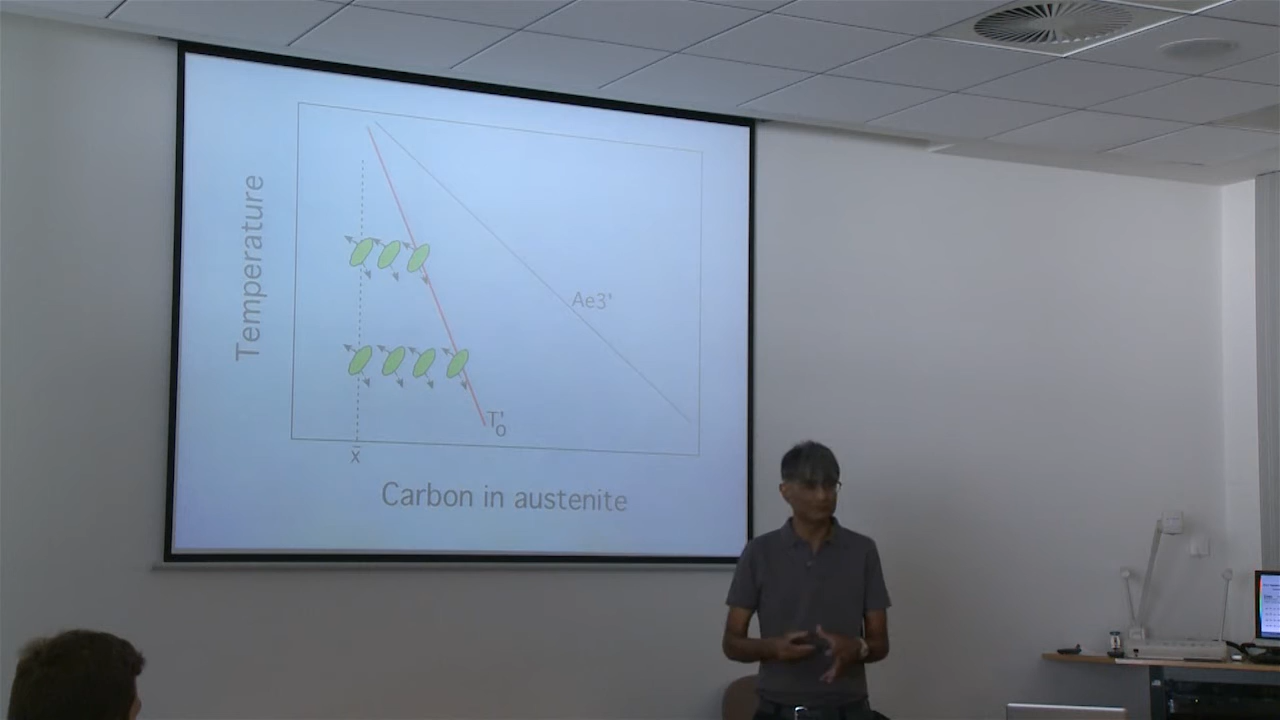 Temperature
Ae3'
T'o
x̄
Carbon in austenite